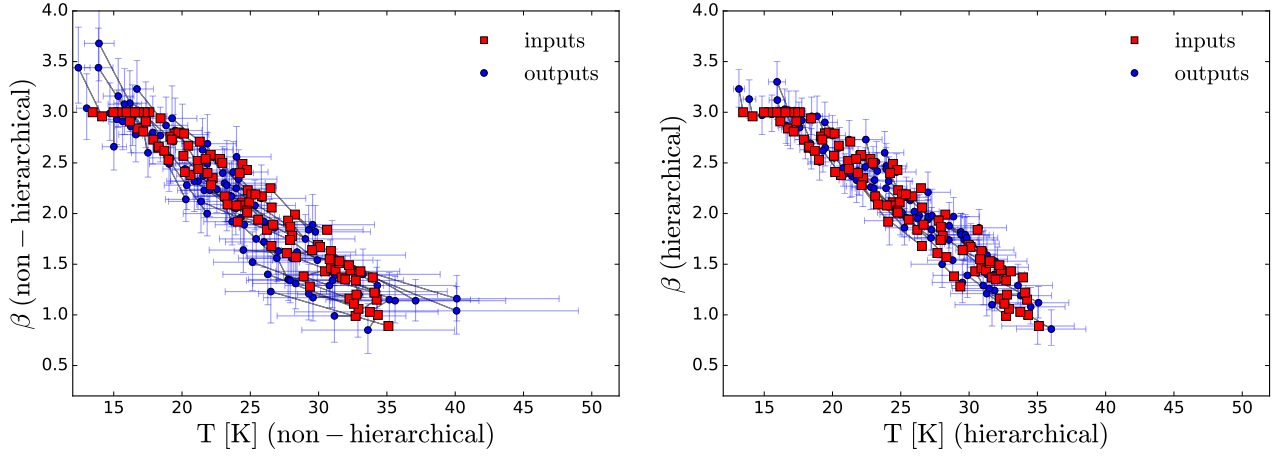 4.0
3.5
3.0
2.5
2.0
1.5
1.0
0.5
β (non − hierarchical)
inputs
outputs
15 20 25 30 35 40 45 50
T [K] (non − hierarchical)
4.0
3.5
3.0
2.5
2.0
1.5
1.0
0.5
β (hierarchical)
inputs
outputs
15 20 25 30 35 40 45 50
T [K] (hierarchical)